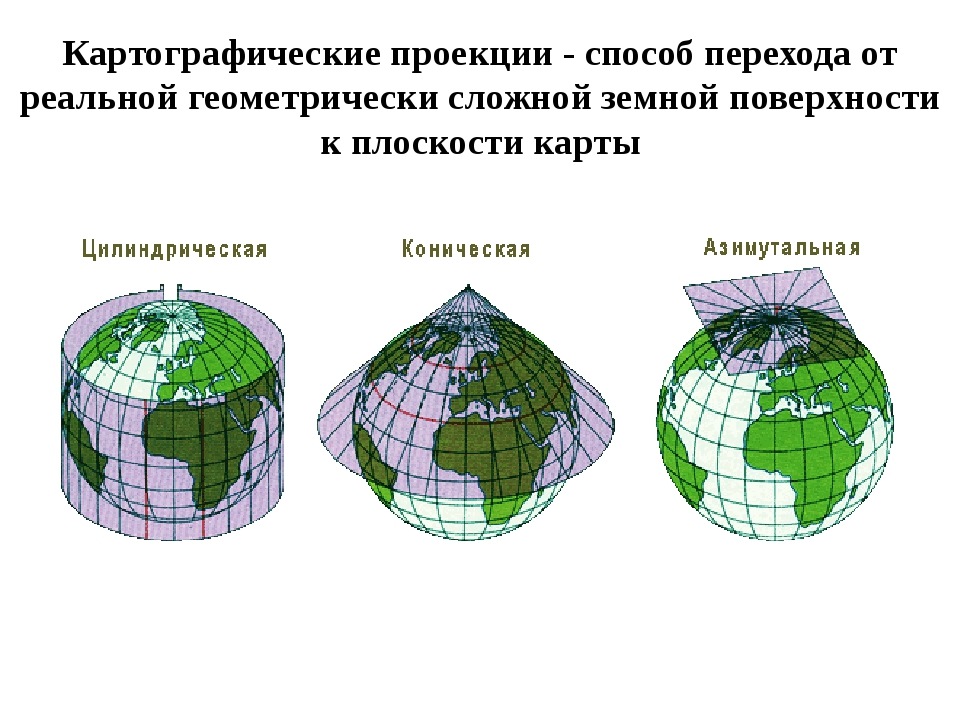 Картографические проекции - способ перехода от
реальной геометрически сложной земной поверхности
к плоскости карты
Цилиндрическая
Коническая
Азимутальная